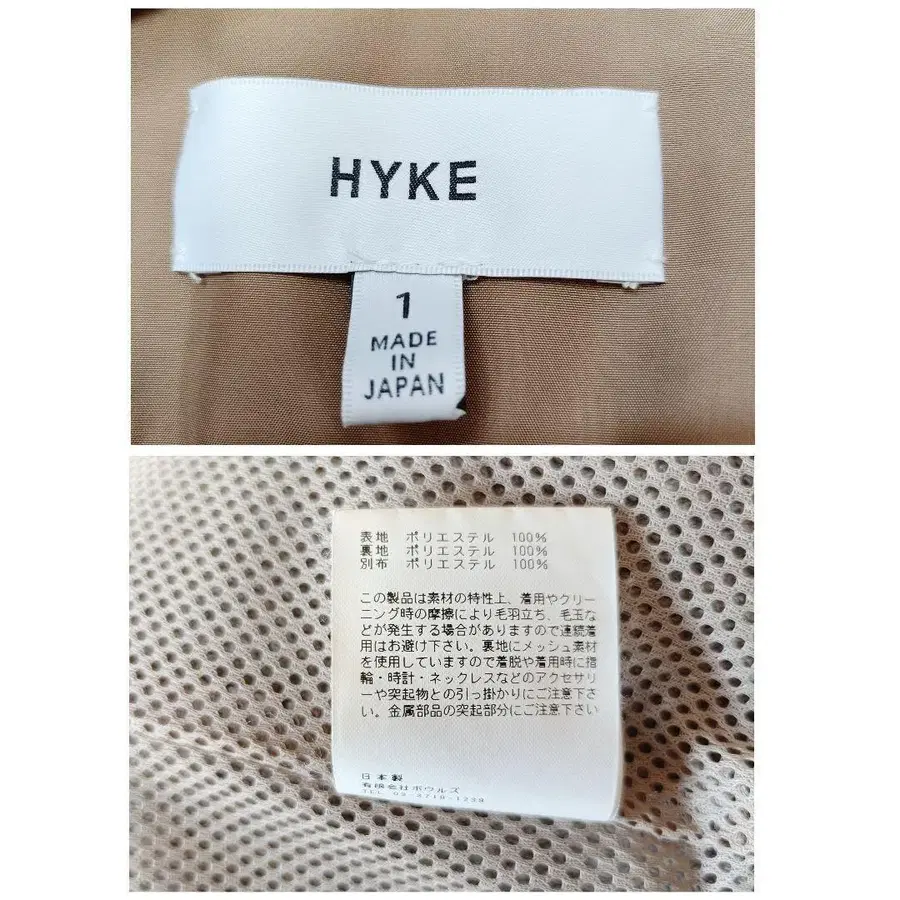 HYKE
1
MADE
IN
JAPAN
表地 ポリエステル 100%
裏地 ポリエステル 100%
別布 ポリエステル 100%
この製品は素材の特性上、着用やクリー
ニング時の摩擦により毛羽立ち、毛玉な
どが発生する場合がありますので連続着
用はお避け下さい。裏地にメッシュ素材
を使用していますので着脱や着用時に指
輪・時計・ネックレスなどのアクセサリ
ーや突起物との引っ掛かりにご注意下さ
い。金属部品の突起部分にご注意下さい
日本製
有限会社ボウルズ
TEL 03-3719-1239